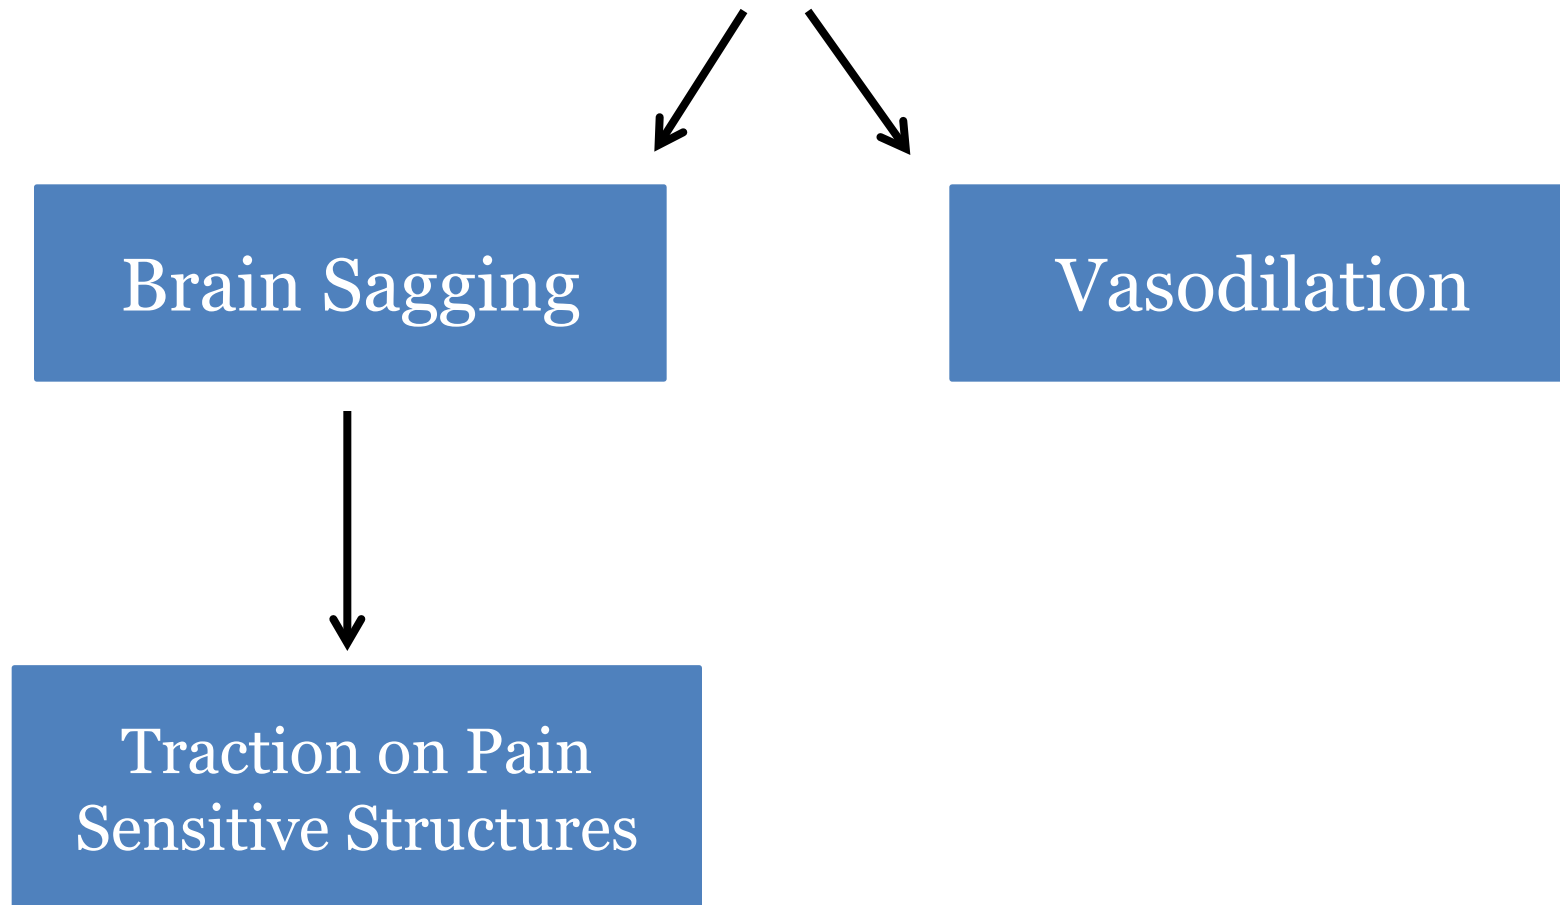 Brain Sagging
Vasodilation
Traction on Pain
Sensitive Structures